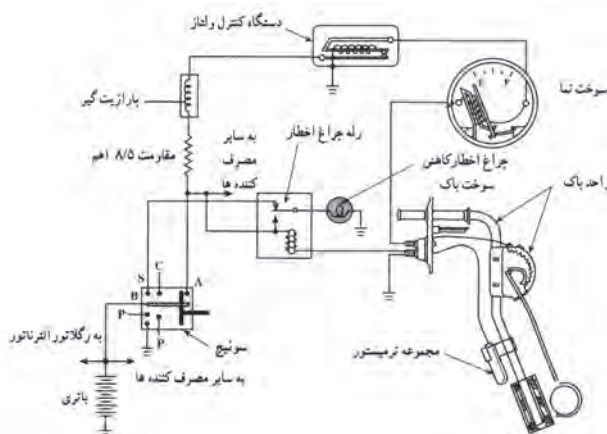 دستگاه کنترل ولتاژ
سوخت نما
پارازیت گیر
مقاومت ۸/۵ اهم
به سایر
مصرف
کننده ها
رله چراغ اخطار
چراغ اخطار کاهش
سوخت باک
واحد باک
S
C
A
B
P
P
به رگلاتور الترناتور
سوئیچ
به سایر مصرف کننده ها
باتری
مجموعه ترمیستور